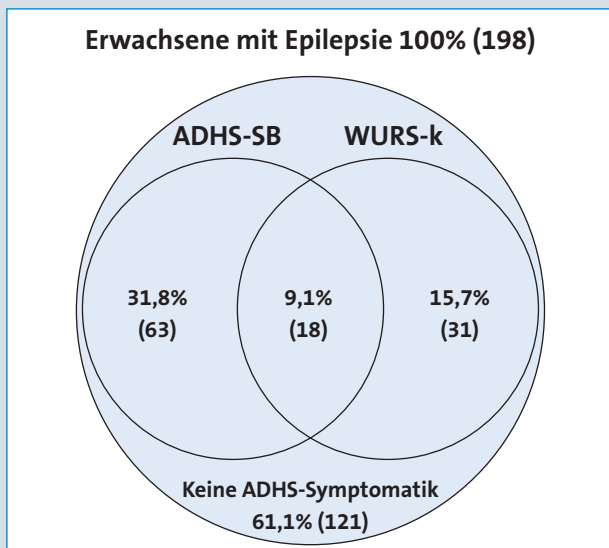 Erwachsene mit Epilepsie 100% (198)
ADHS-SB WURS-k
31,8% 9,1% 15,7%
(63) (18) (31)
Keine ADHS-Symptomatik
61,1% (121)